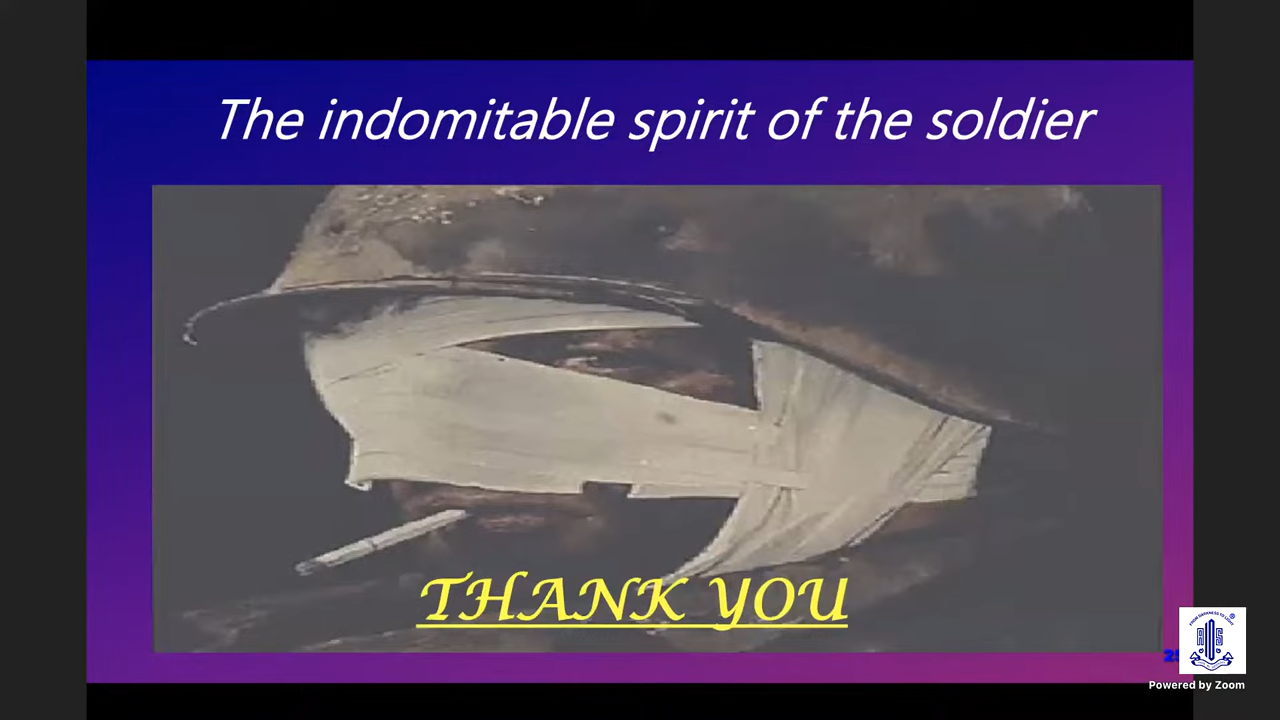 The indomitable spirit of the soldier
THANK YOU
Powered by Zoom